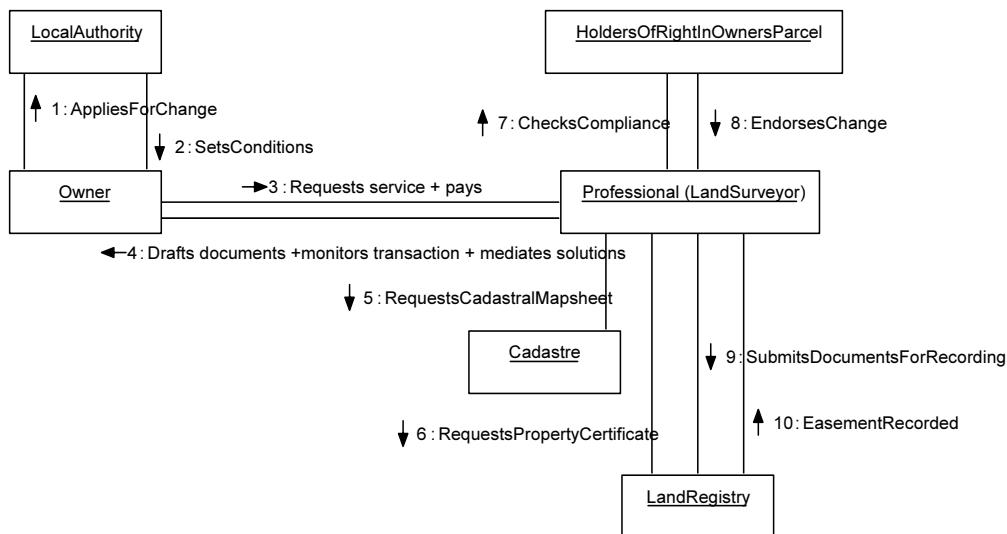 LocalAuthority
HoldersOfRightInOwnersParcel
1: AppliesForChange
7: ChecksCompliance
8: EndorsesChange
2: SetsConditions
Owner
3: Requests service + pays
Professional (LandSurveyor)
4: Drafts documents +monitors transaction + mediates solutions
5: RequestsCadastralMapsheet
Cadastre
9: SubmitsDocumentsForRecording
6: RequestsPropertyCertificate
10: EasementRecorded
LandRegistry